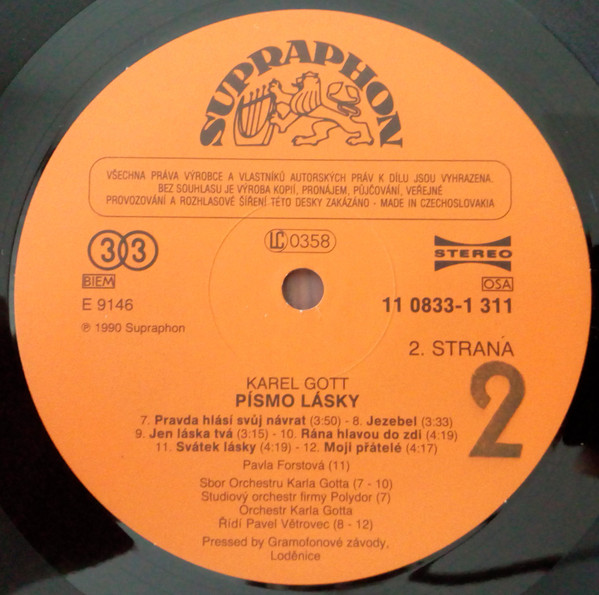 SUPRAPHON
VŠECHNA PRÁVA VÝROBCE A VLASTNÍKŮ AUTORSKÝCH PRÁV K DÍLU JSOU VYHRAZENA.
BEZ SOUHLASU JE VÝROBA KOPIÍ, PRONÁJEM, PŮJČOVÁNÍ, VEŘEJNÉ
PROVOZOVÁNÍ A ROZHLASOVÉ ŠÍŘENÍ TÉTO DESKY ZAKÁZÁNO · MADE IN CZECHOSLOVAKIA
33
LC 0358
STEREO
BIEM
OSA
E 9146
11 0833-1 311
℗ 1990 Supraphon
2. STRANA
2
KAREL GOTT
PÍSMO LÁSKY
7. Pravda hlásí svůj návrat (3:50) - 8. Jezebel (3:33)
9. Jen láska tvá (3:15) - 10. Rána hlavou do zdi (4:19)
11. Svátek lásky (4:19) - 12. Moji přátelé (4:17)
Pavla Forstová (11)
Sbor Orchestru Karla Gotta (7 - 10)
Studiový orchestr firmy Polydor (7)
Orchestr Karla Gotta
Řídí Pavel Větrovec (8 - 12)
Pressed by Gramofonové závody,
Loděnice